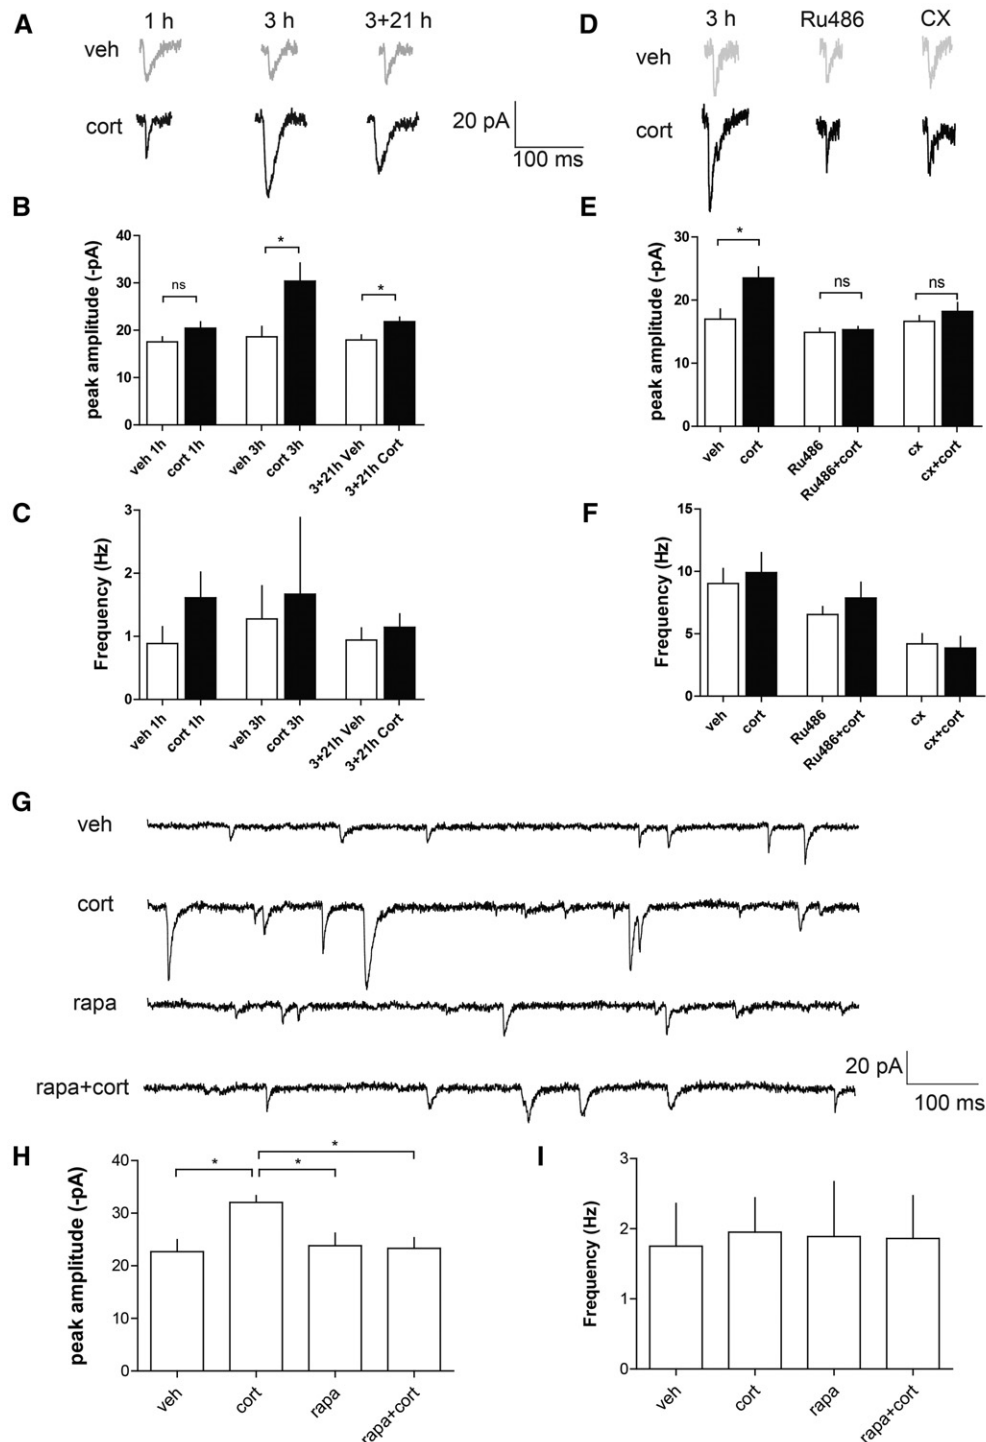 A
1 h
3 h
3+21 h
veh
cort
20 pA
100 ms
D
3 h
Ru486
CX
veh
cort
B
peak amplitude (-pA)
40
30
20
10
0
ns
*
*
veh 1h
cort 1h
veh 3h
cort 3h
3+21h Veh
3+21h Cort
E
peak amplitude (-pA)
30
20
10
0
*
ns
ns
veh
cort
Ru486
Ru486+cort
cx
cx+cort
C
Frequency (Hz)
3
2
1
0
veh 1h
cort 1h
veh 3h
cort 3h
3+21h Veh
3+21h Cort
F
Frequency (Hz)
15
10
5
0
veh
cort
Ru486
Ru486+cort
cx
cx+cort
G
veh
cort
rapa
rapa+cort
20 pA
100 ms
H
peak amplitude (-pA)
40
30
20
10
0
*
*
*
veh
cort
rapa
rapa+cort
I
Frequency (Hz)
3
2
1
0
veh
cort
rapa
rapa+cort